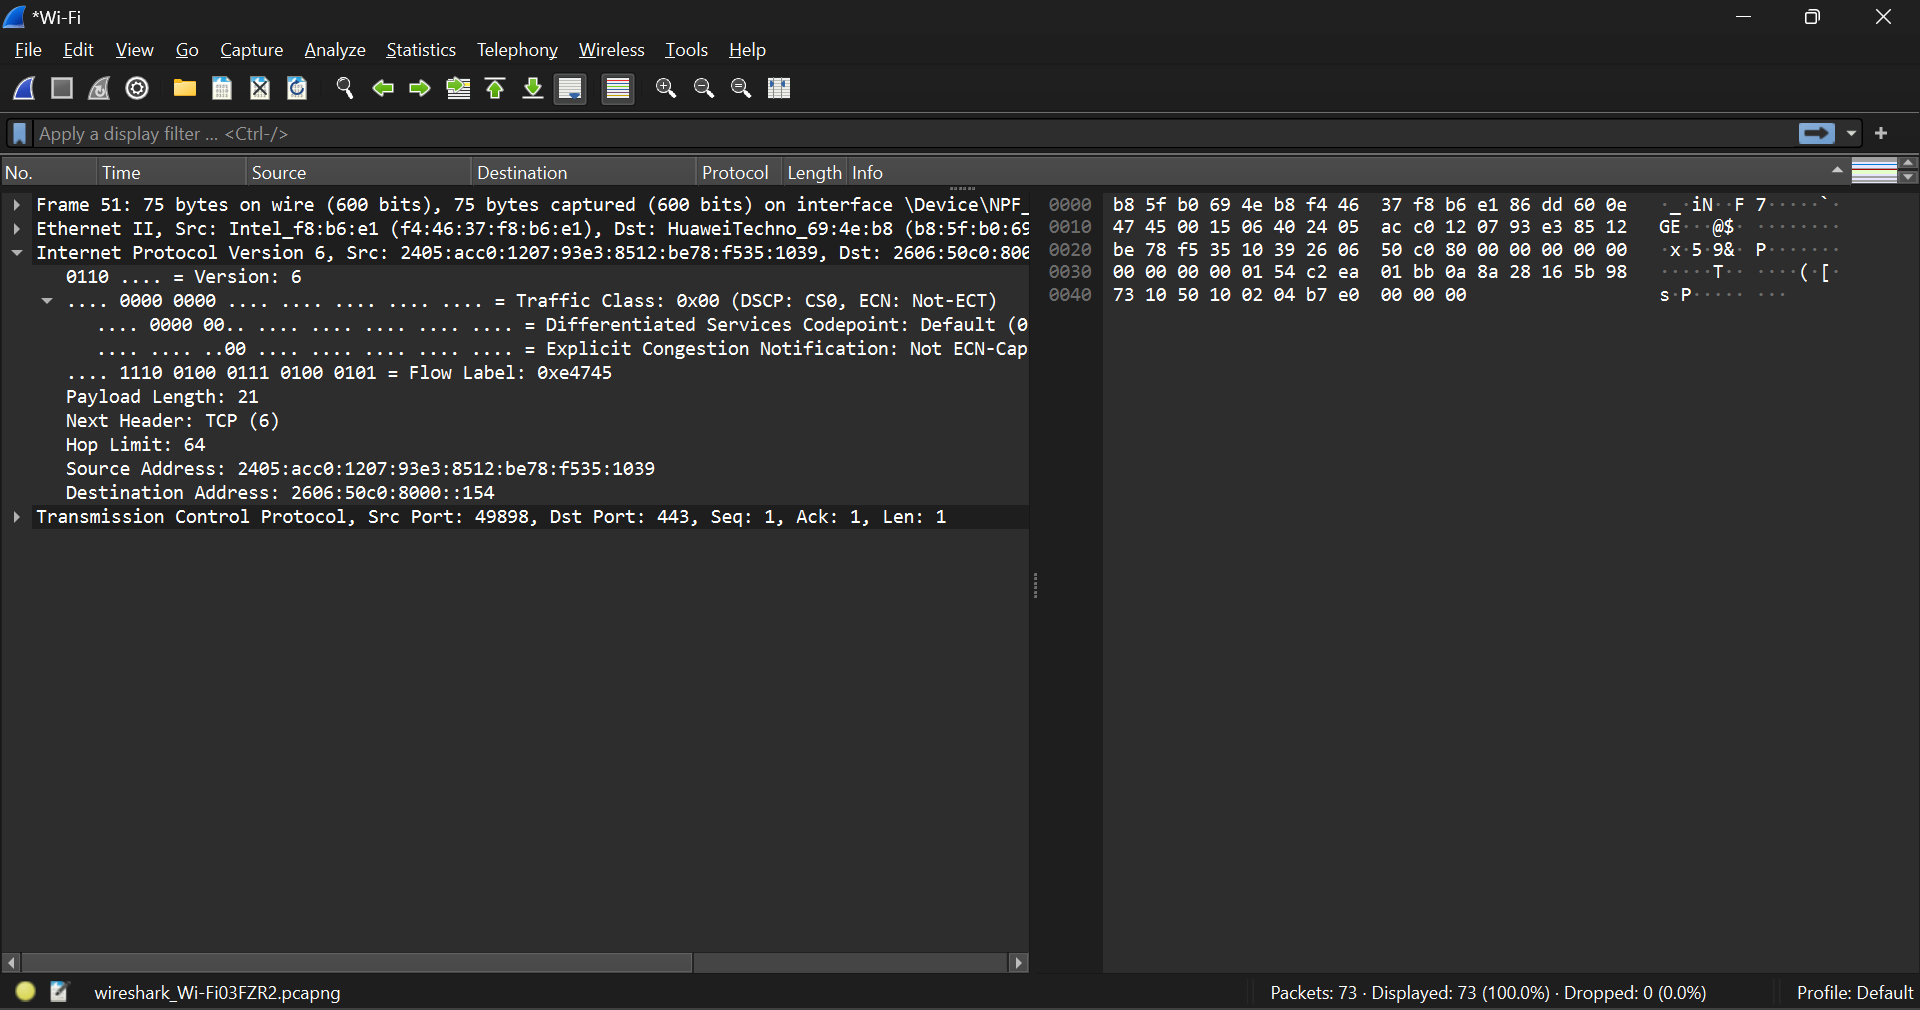 *Wi-Fi
File Edit View Go Capture Analyze Statistics Telephony Wireless Tools Help
Apply a display filter ... <Ctrl-/>
No. Time Source Destination Protocol Length Info
Frame 51: 75 bytes on wire (600 bits), 75 bytes captured (600 bits) on interface \Device\NPF_
Ethernet II, Src: Intel_f8:b6:e1 (f4:46:37:f8:b6:e1), Dst: HuaweiTechno_69:4e:b8 (b8:5f:b0:69
Internet Protocol Version 6, Src: 2405:acc0:1207:93e3:8512:be78:f535:1039, Dst: 2606:50c0:800
0110 .... = Version: 6
.... 0000 0000 .... .... .... .... .... = Traffic Class: 0x00 (DSCP: CS0, ECN: Not-ECT)
.... 0000 00.. .... .... .... .... .... = Differentiated Services Codepoint: Default (0
.... .... ..00 .... .... .... .... .... = Explicit Congestion Notification: Not ECN-Cap
.... 1110 0100 0111 0100 0101 = Flow Label: 0xe4745
Payload Length: 21
Next Header: TCP (6)
Hop Limit: 64
Source Address: 2405:acc0:1207:93e3:8512:be78:f535:1039
Destination Address: 2606:50c0:8000::154
Transmission Control Protocol, Src Port: 49898, Dst Port: 443, Seq: 1, Ack: 1, Len: 1
0000 b8 5f b0 69 4e b8 f4 46 37 f8 b6 e1 86 dd 60 0e ·_·iN··F 7·····`·
0010 47 45 00 15 06 40 24 05 ac c0 12 07 93 e3 85 12 GE···@$· ········
0020 be 78 f5 35 10 39 26 06 50 c0 80 00 00 00 00 00 ·x·5·9&· P·······
0030 00 00 00 00 01 54 c2 ea 01 bb 0a 8a 28 16 5b 98 ·····T·· ····(·[·
0040 73 10 50 10 02 04 b7 e0 00 00 00 s·P····· ···
wireshark_Wi-Fi03FZR2.pcapng
Packets: 73 · Displayed: 73 (100.0%) · Dropped: 0 (0.0%)
Profile: Default